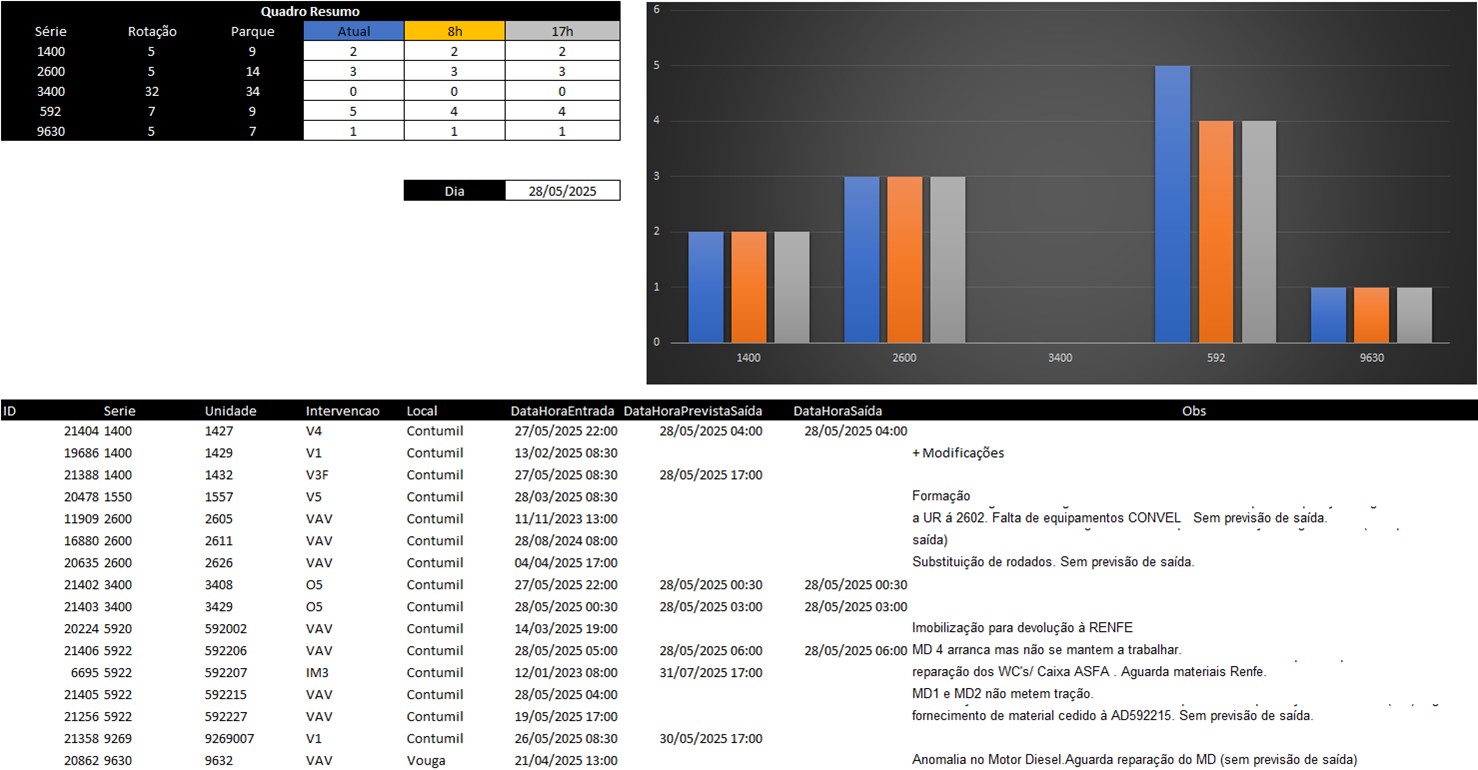 Quadro Resumo
Série Rotação Parque Atual 8h 17h
1400 5 9 2 2 2
2600 5 14 3 3 3
3400 32 34 0 0 0
592 7 9 5 4 4
9630 5 7 1 1 1
Dia 28/05/2025
6
5
4
3
2
1
0
1400 2600 3400 592 9630
ID Serie Unidade Intervencao Local DataHoraEntrada DataHoraPrevistaSaída DataHoraSaída Obs
21404 1400 1427 V4 Contumil 27/05/2025 22:00 28/05/2025 04:00 28/05/2025 04:00
19686 1400 1429 V1 Contumil 13/02/2025 08:30 + Modificações
21388 1400 1432 V3F Contumil 27/05/2025 08:30 28/05/2025 17:00
20478 1550 1557 V5 Contumil 28/03/2025 08:30 Formação
11909 2600 2605 VAV Contumil 11/11/2023 13:00 a UR á 2602. Falta de equipamentos CONVEL Sem previsão de saída.
16880 2600 2611 VAV Contumil 28/08/2024 08:00 saída)
20635 2600 2626 VAV Contumil 04/04/2025 17:00 Substituição de rodados. Sem previsão de saída.
21402 3400 3408 O5 Contumil 27/05/2025 22:00 28/05/2025 00:30 28/05/2025 00:30
21403 3400 3429 O5 Contumil 28/05/2025 00:30 28/05/2025 03:00 28/05/2025 03:00
20224 5920 592002 VAV Contumil 14/03/2025 19:00 Imobilização para devolução à RENFE
21406 5922 592206 VAV Contumil 28/05/2025 05:00 28/05/2025 06:00 28/05/2025 06:00 MD 4 arranca mas não se mantem a trabalhar.
6695 5922 592207 IM3 Contumil 12/01/2023 08:00 31/07/2025 17:00 reparação dos WC's/ Caixa ASFA . Aguarda materiais Renfe.
21405 5922 592215 VAV Contumil 28/05/2025 04:00 MD1 e MD2 não metem tração.
21256 5922 592227 VAV Contumil 19/05/2025 17:00 fornecimento de material cedido à AD592215. Sem previsão de saída.
21358 9269 9269007 V1 Contumil 26/05/2025 08:30 30/05/2025 17:00
20862 9630 9632 VAV Vouga 21/04/2025 13:00 Anomalia no Motor Diesel.Aguarda reparação do MD (sem previsão de saída)